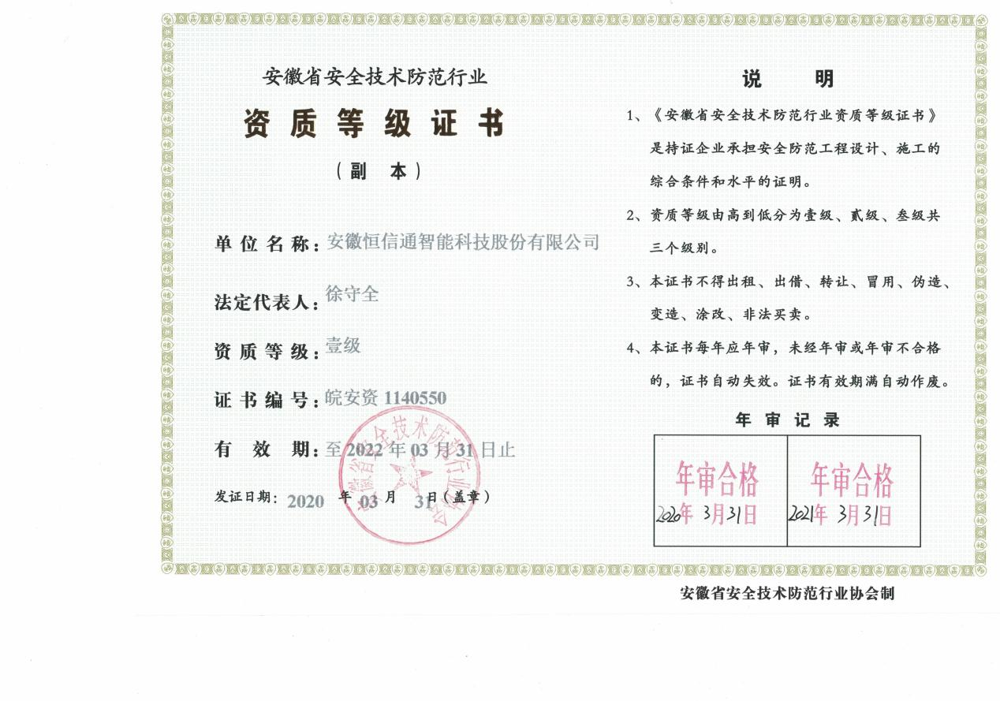 安徽省安全技术防范行业
资质等级证书
（副 本）
单位名称：安徽恒信通智能科技股份有限公司
法定代表人：徐守全
资质等级：壹级
证书编号：皖安资 1140550
有效期：至 2022 年 03 月 31 日止
发证日期：2020 年 03 月 31 日（盖章）
安徽省安全技术防范行业协会
说 明
1、《安徽省安全技术防范行业资质等级证书》
是持证企业承担安全防范工程设计、施工的
综合条件和水平的证明。
2、资质等级由高到低分为壹级、贰级、叁级共
三个级别。
3、本证书不得出租、出借、转让、冒用、伪造、
变造、涂改、非法买卖。
4、本证书每年应年审，未经年审或年审不合格
的，证书自动失效。证书有效期满自动作废。
年审记录
年审合格
2020年 3月31日
年审合格
2021年 3月31日
安徽省安全技术防范行业协会制